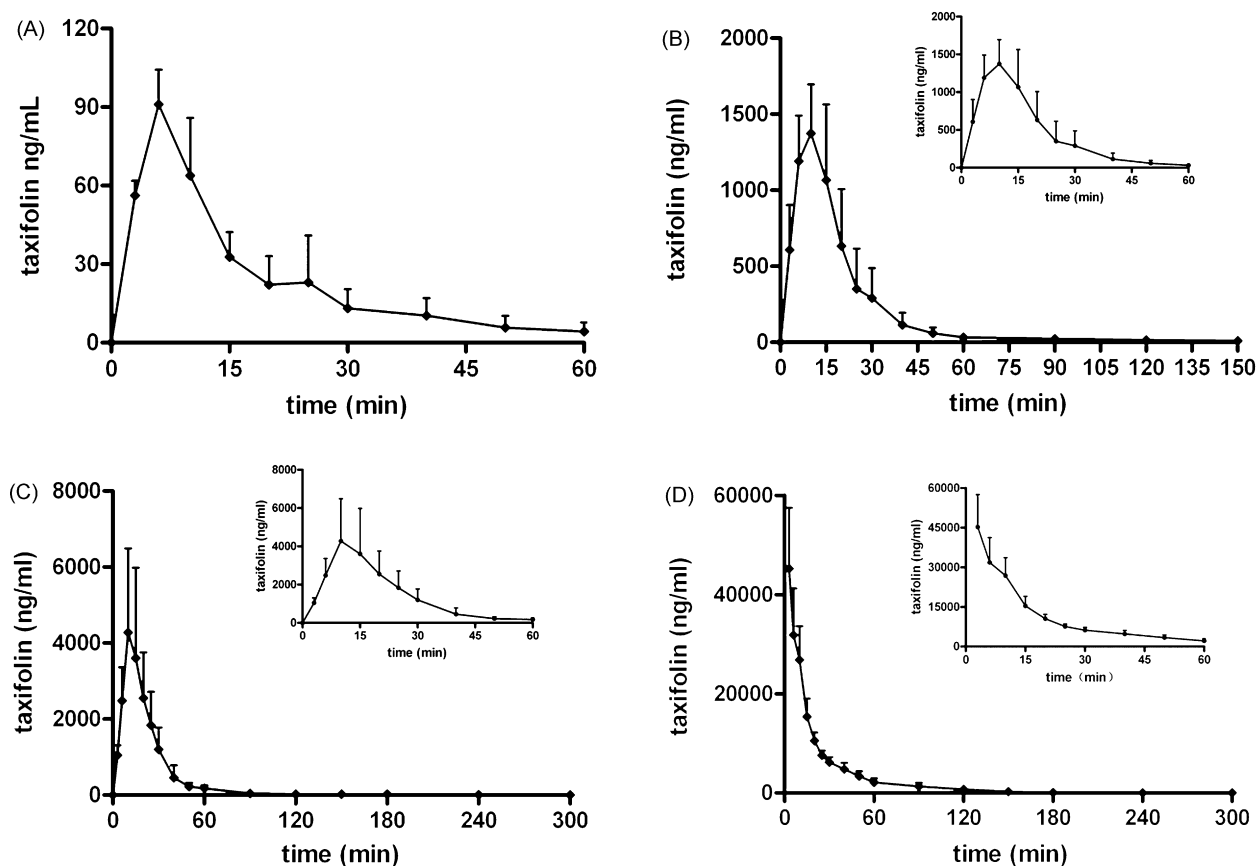 (A)
120
90
60
30
0
taxifolin ng/mL
0 15 30 45 60
time (min)
(B)
2000
1500
1000
500
0
taxifolin (ng/ml)
0 15 30 45 60 75 90 105 120 135 150
time (min)
2000
1500
1000
500
0
taxifolin (ng/ml)
0 15 30 45 60
time (min)
(C)
8000
6000
4000
2000
0
taxifolin (ng/ml)
0 60 120 180 240 300
time (min)
8000
6000
4000
2000
0
taxifolin (ng/ml)
0 15 30 45 60
time (min)
(D)
60000
40000
20000
0
taxifolin (ng/ml)
0 60 120 180 240 300
time (min)
60000
45000
30000
15000
0
taxifolin (ng/ml)
0 10 20 30 40 50 60
time（min）